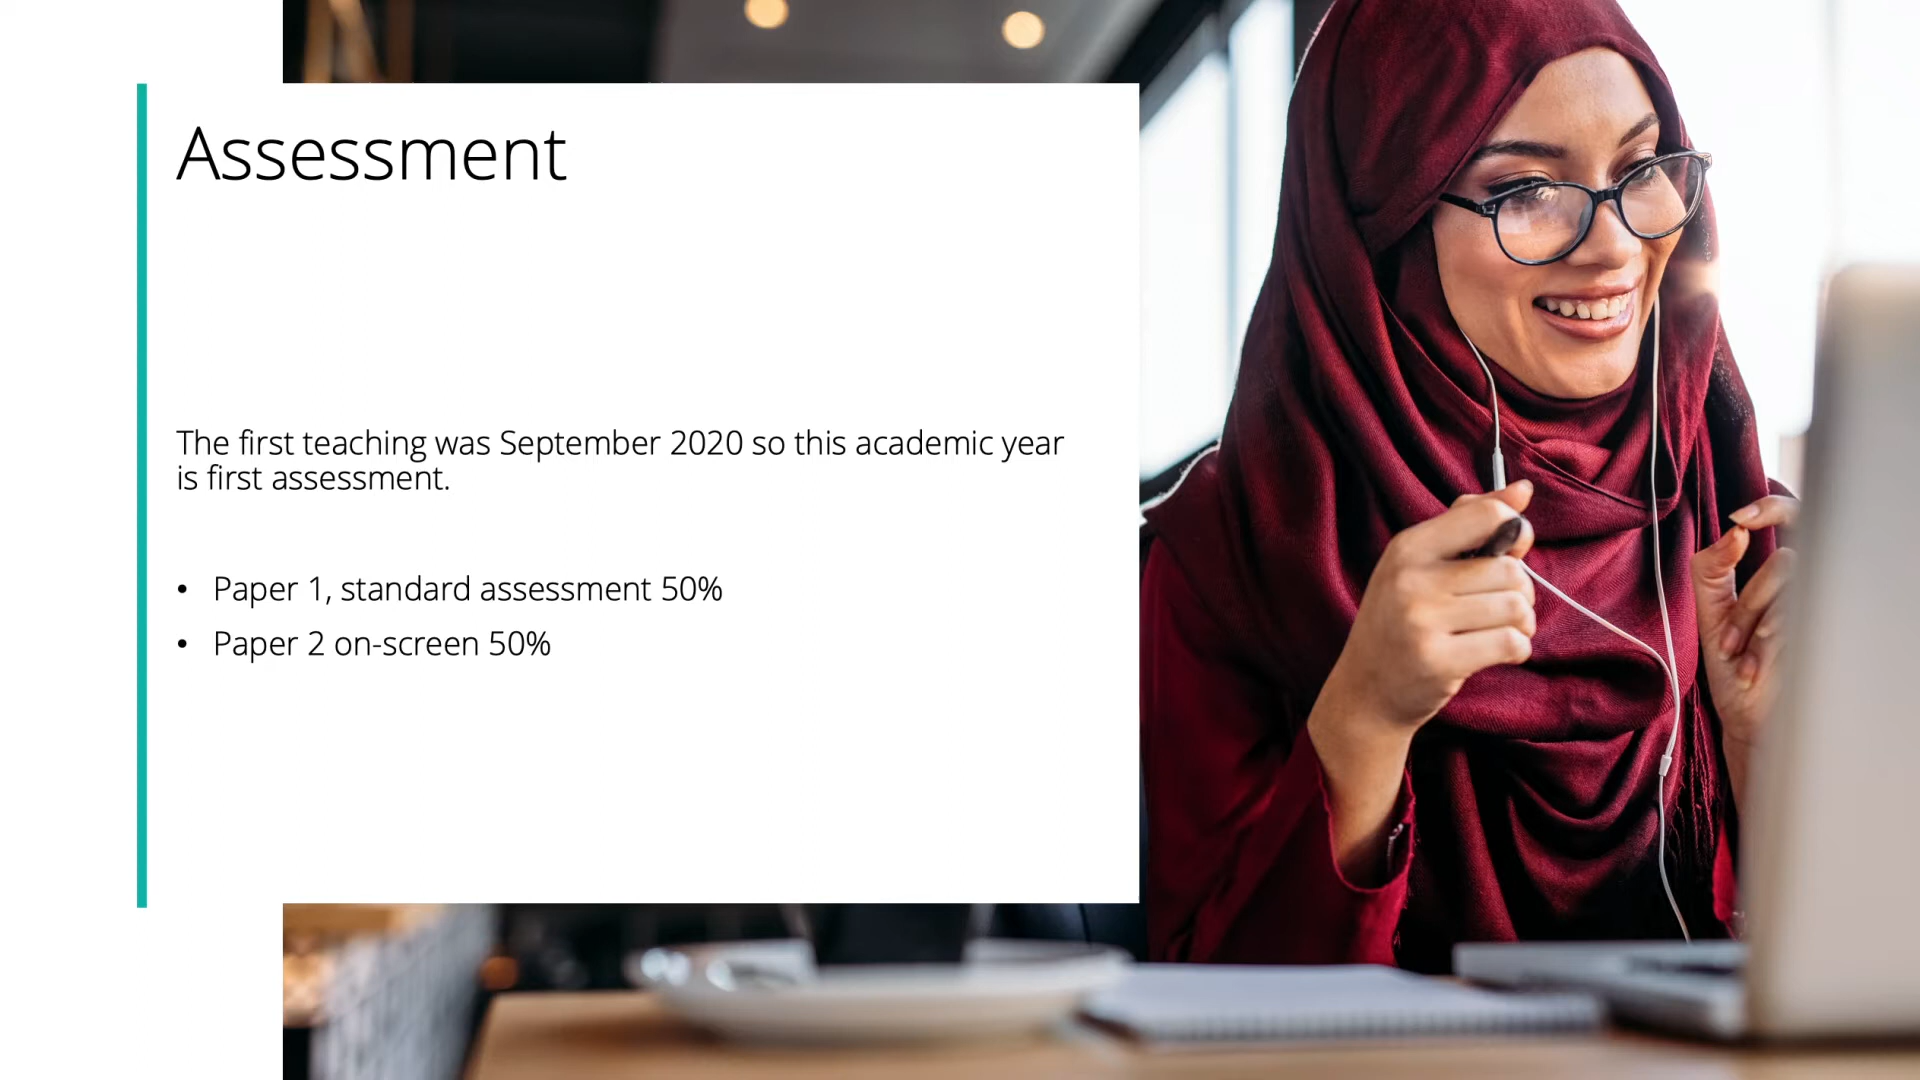 Assessment
The first teaching was September 2020 so this academic year
is first assessment.
• Paper 1, standard assessment 50%
• Paper 2 on-screen 50%